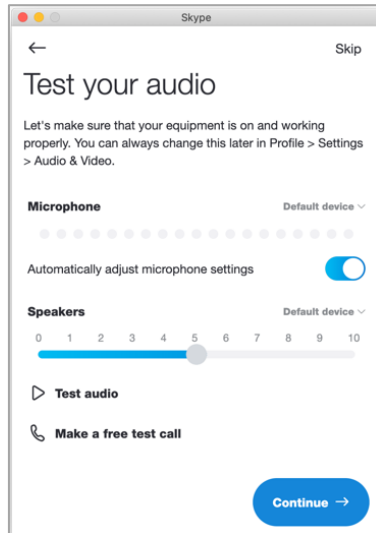 Skype
Skip
Test your audio
Let's make sure that your equipment is on and working
properly. You can always change this later in Profile > Settings
> Audio & Video.
Microphone Default device
Automatically adjust microphone settings
Speakers Default device
0 1 2 3 4 5 6 7 8 9 10
Test audio
Make a free test call
Continue →